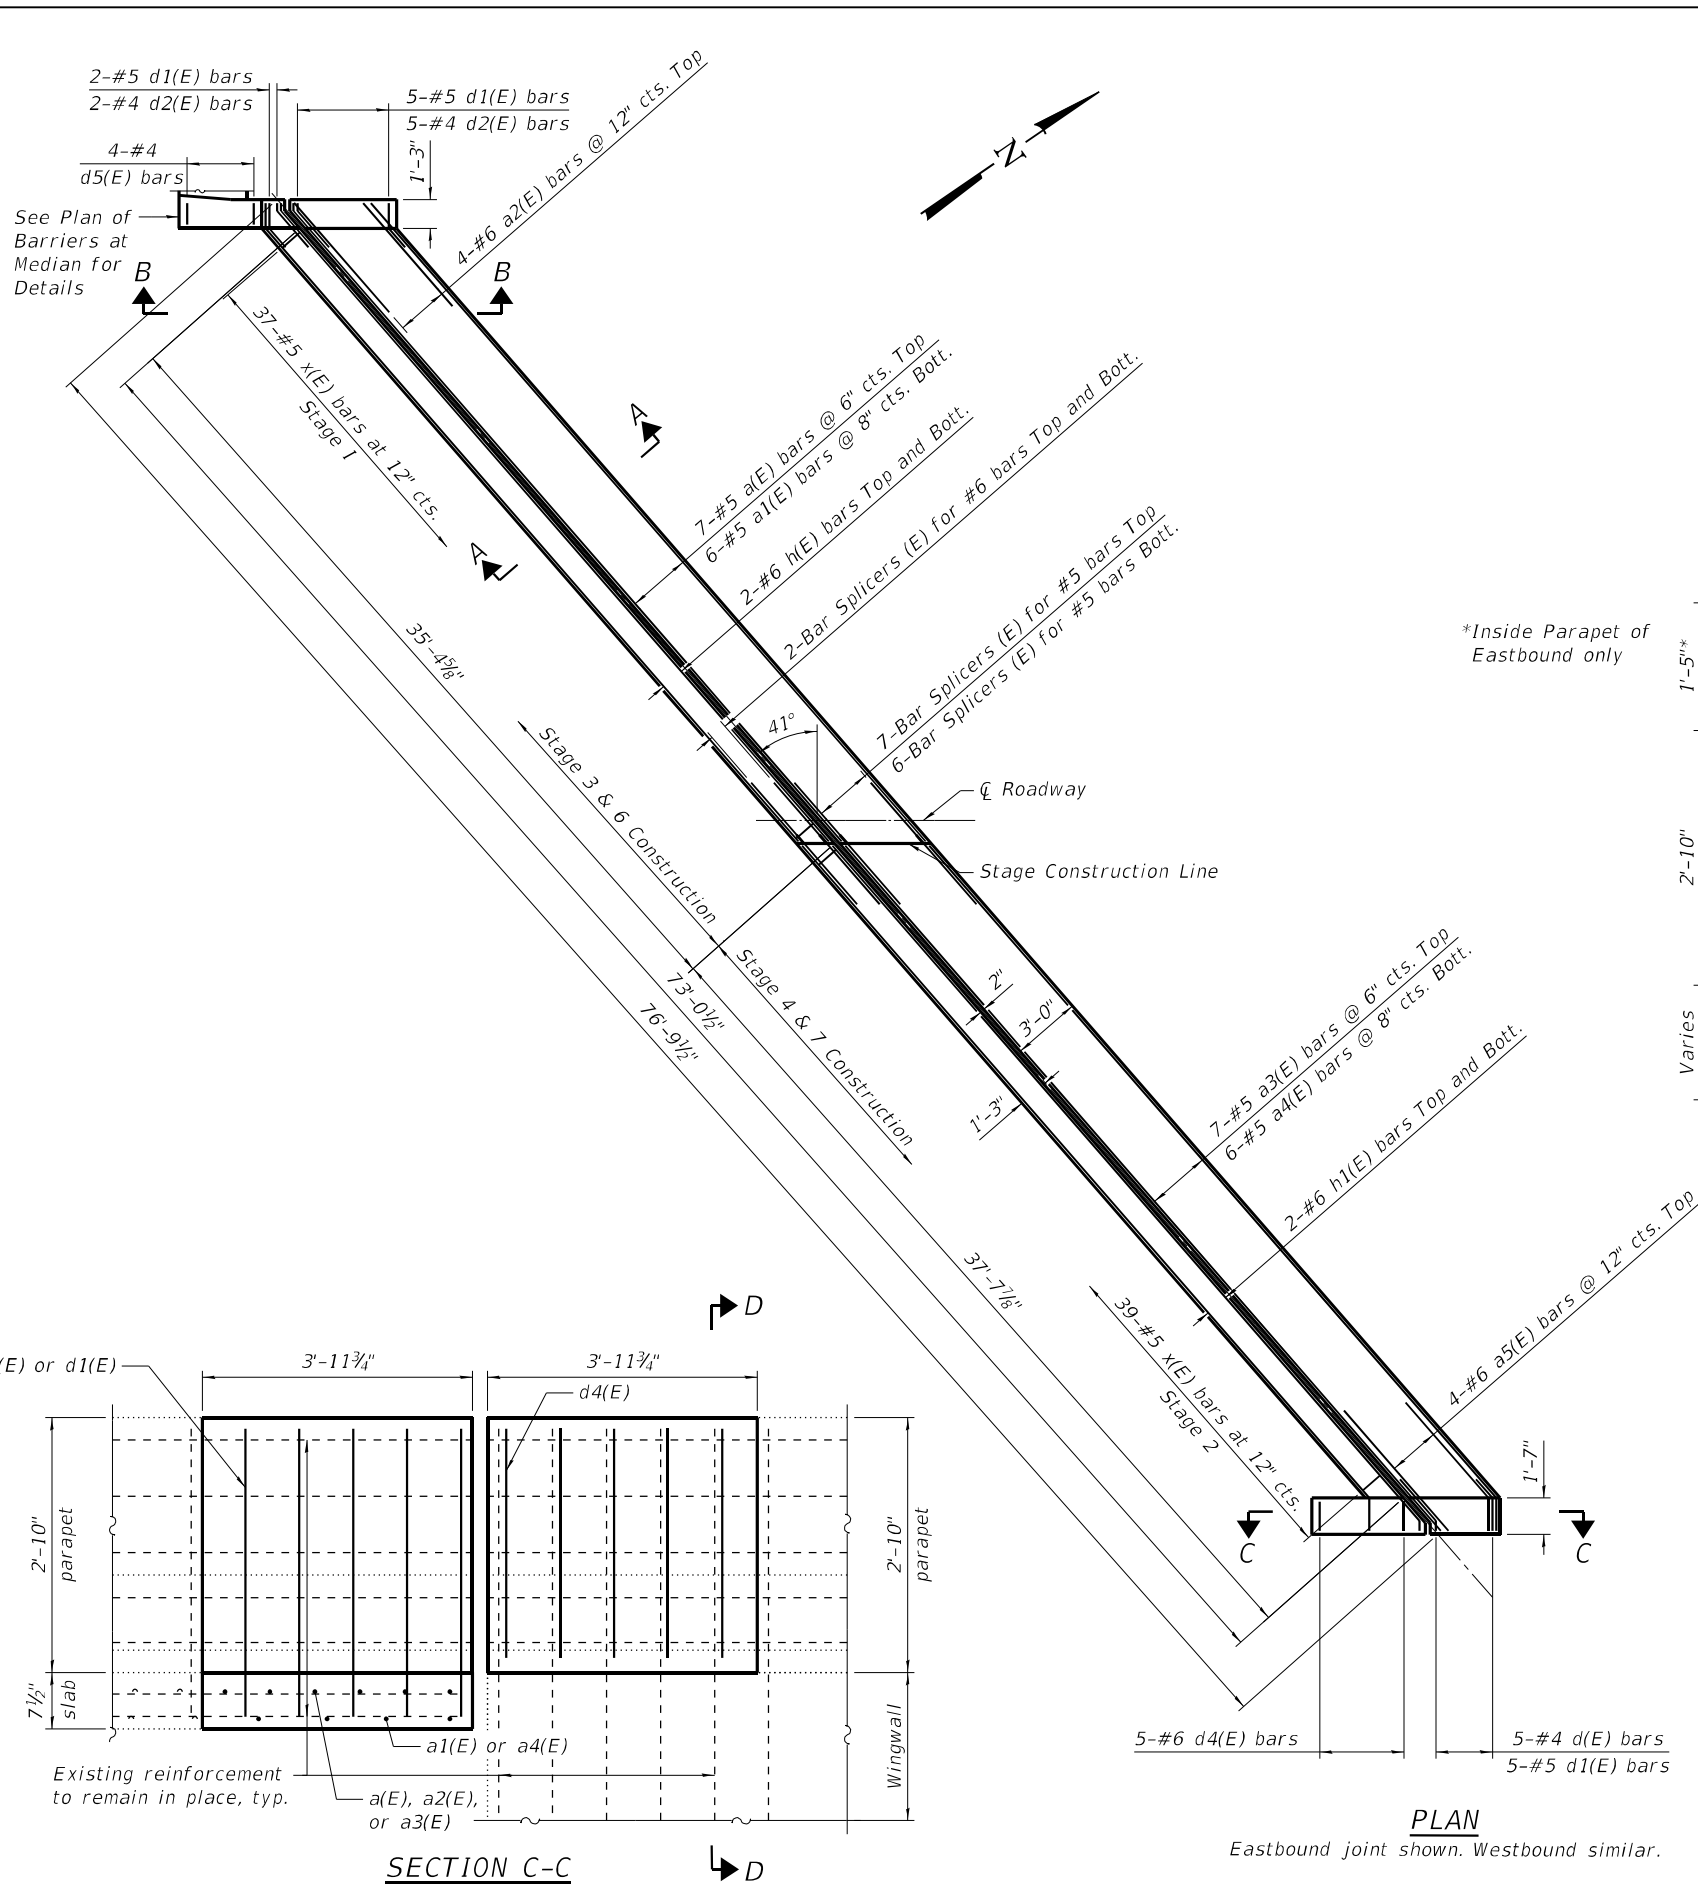 2-#5 d1(E) bars
2-#4 d2(E) bars
5-#5 d1(E) bars
5-#4 d2(E) bars
4-#4
d5(E) bars
1'-3"
4-#6 a2(E) bars @ 12" cts. Top
N
See Plan of
Barriers at
Median for
Details
B
B
37-#5 x(E) bars at 12" cts.
Stage 1
A
A
7-#5 a(E) bars @ 6" cts. Top
6-#5 a1(E) bars @ 8" cts. Bott.
2-#6 h(E) bars Top and Bott.
2-Bar Splicers (E) for #6 bars Top and Bott.
7-Bar Splicers (E) for #5 bars Top
6-Bar Splicers (E) for #5 bars Bott.
*Inside Parapet of
Eastbound only
1'-5"*
2'-10"
Varies
35'-4⅝"
41°
℄ Roadway
Stage Construction Line
Stage 3 & 6 Construction
Stage 4 & 7 Construction
73'-0½"
76'-9½"
2"
3'-0"
1'-3"
7-#5 a3(E) bars @ 6" cts. Top
6-#5 a4(E) bars @ 8" cts. Bott.
2-#6 h1(E) bars Top and Bott.
4-#6 a5(E) bars @ 12" cts. Top
37'-7⅞"
39-#5 x(E) bars at 12" cts.
Stage 2
1'-7"
C
C
5-#6 d4(E) bars
5-#4 d(E) bars
5-#5 d1(E) bars
PLAN
Eastbound joint shown. Westbound similar.
D
(E) or d1(E)
3'-11¾"
3'-11¾"
d4(E)
2'-10"
parapet
2'-10"
parapet
7½"
slab
Wingwall
a1(E) or a4(E)
Existing reinforcement
to remain in place, typ.
a(E), a2(E),
or a3(E)
D
SECTION C-C